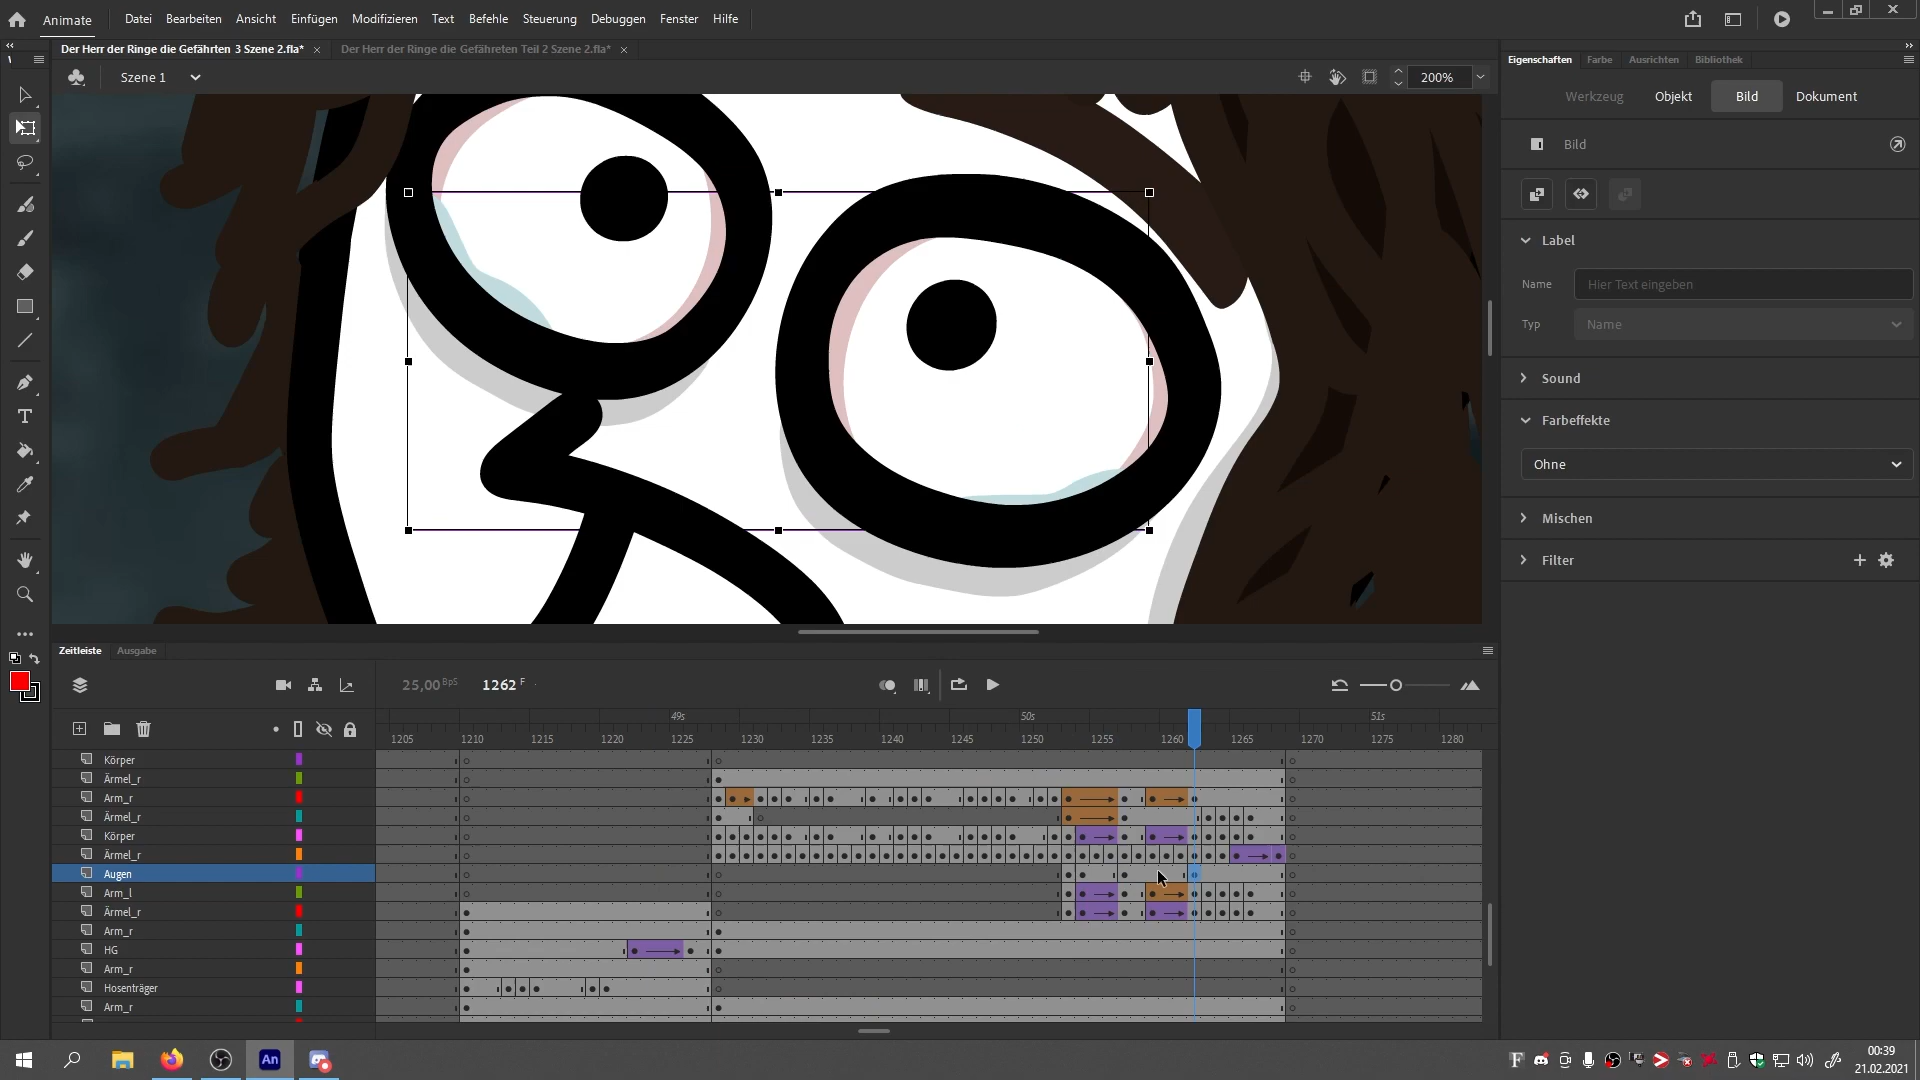 Animate Datei Bearbeiten Ansicht Einfügen Modifizieren Text Befehle Steuerung Debuggen Fenster Hilfe
Der Herr der Ringe die Gefährten 3 Szene 2.fla* × Der Herr der Ringe die Gefähreten Teil 2 Szene 2.fla* ×
Eigenschaften Farbe Ausrichten Bibliothek
Szene 1 200%
Werkzeug Objekt Bild Dokument
Bild
Label
Name Hier Text eingeben
Typ Name
Sound
Farbeffekte
Ohne
Mischen
Filter
Zeitleiste Ausgabe
25,00 BpS 1262 F
49s 50s 51s
1205 1210 1215 1220 1225 1230 1235 1240 1245 1250 1255 1260 1265 1270 1275 1280
Körper
Ärmel_r
Arm_r
Ärmel_r
Körper
Ärmel_r
Augen
Arm_l
Ärmel_r
Arm_r
HG
Arm_r
Hosenträger
Arm_r
An
00:39
21.02.2021